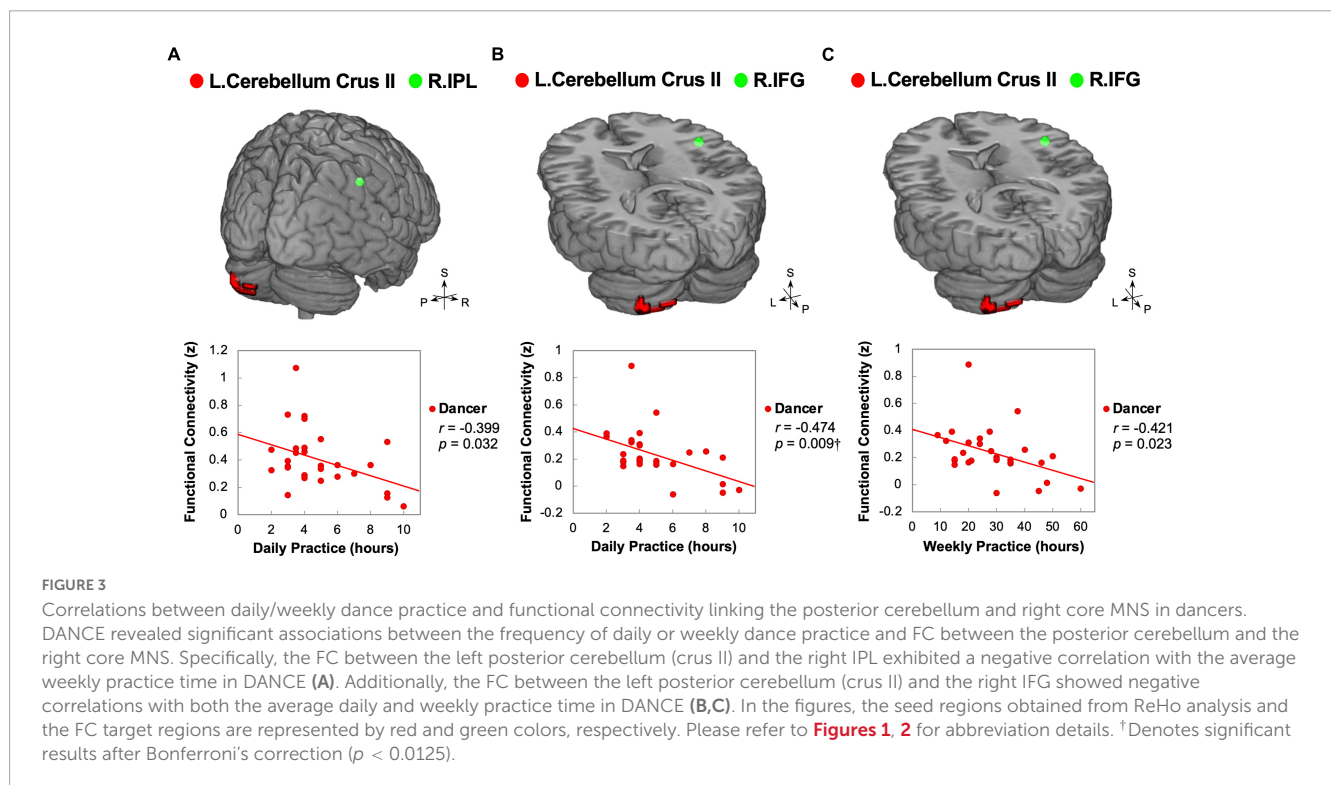 A
B
C
L.Cerebellum Crus II R.IPL
L.Cerebellum Crus II R.IFG
L.Cerebellum Crus II R.IFG
S
P R
S
L P
S
L P
Functional Connectivity (z)
1.2
1
0.8
0.6
0.4
0.2
0
0 2 4 6 8 10
Daily Practice (hours)
Dancer
r = -0.399
p = 0.032
Functional Connectivity (z)
1
0.8
0.6
0.4
0.2
0
-0.2
0 2 4 6 8 10
Daily Practice (hours)
Dancer
r = -0.474
p = 0.009†
Functional Connectivity (z)
1
0.8
0.6
0.4
0.2
0
-0.2
0 10 20 30 40 50 60
Weekly Practice (hours)
Dancer
r = -0.421
p = 0.023
FIGURE 3
Correlations between daily/weekly dance practice and functional connectivity linking the posterior cerebellum and right core MNS in dancers.
DANCE revealed significant associations between the frequency of daily or weekly dance practice and FC between the posterior cerebellum and the
right core MNS. Specifically, the FC between the left posterior cerebellum (crus II) and the right IPL exhibited a negative correlation with the average
weekly practice time in DANCE (A). Additionally, the FC between the left posterior cerebellum (crus II) and the right IFG showed negative
correlations with both the average daily and weekly practice time in DANCE (B,C). In the figures, the seed regions obtained from ReHo analysis and
the FC target regions are represented by red and green colors, respectively. Please refer to Figures 1, 2 for abbreviation details. †Denotes significant
results after Bonferroni's correction (p < 0.0125).